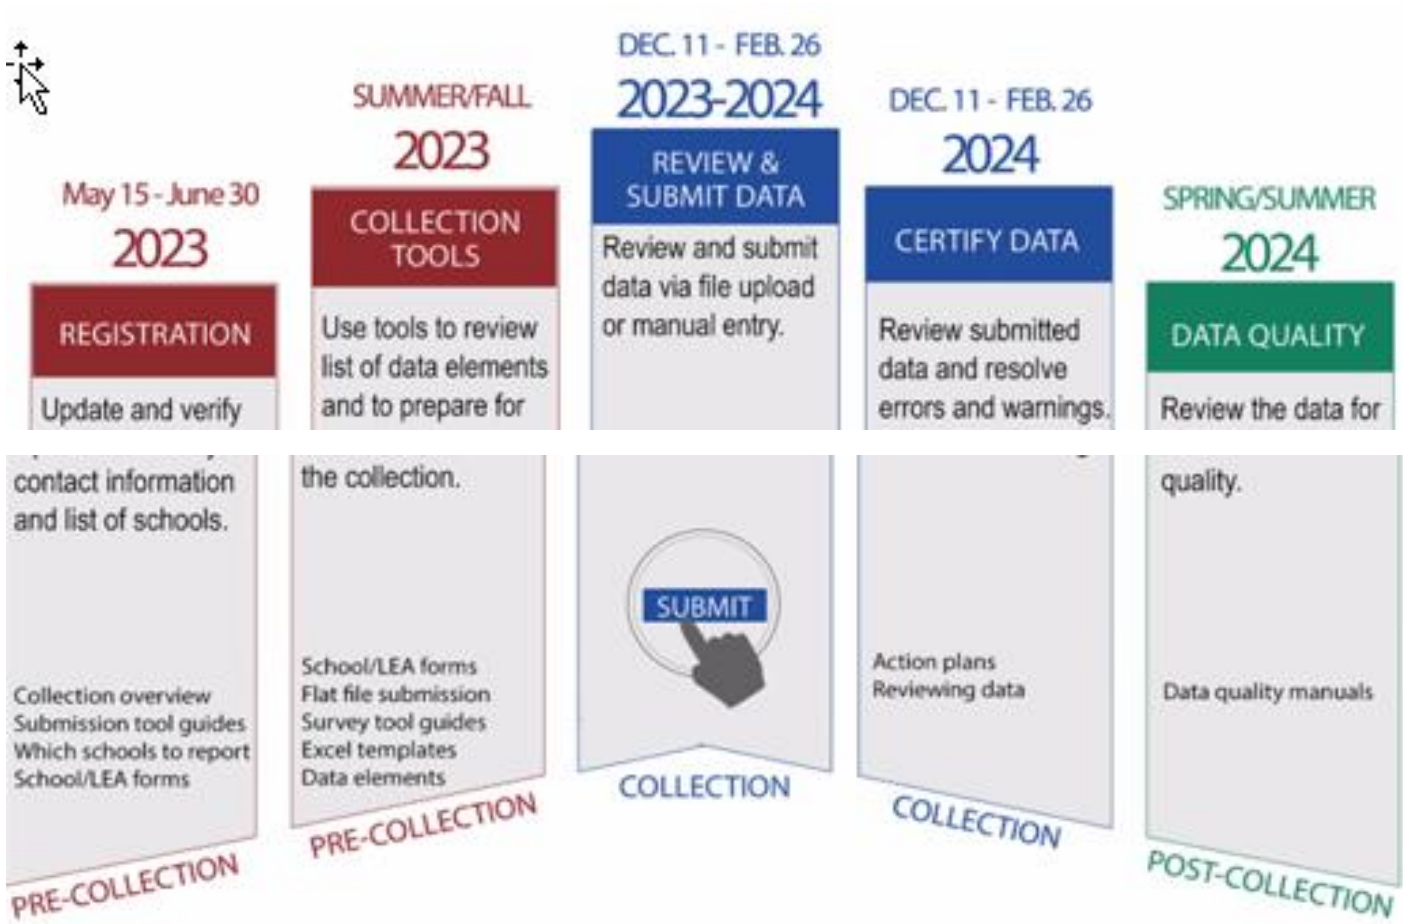 May 15 - June 30
2023
REGISTRATION
Update and verify
contact information
and list of schools.
Collection overview
Submission tool guides
Which schools to report
School/LEA forms
PRE-COLLECTION
SUMMER/FALL
2023
COLLECTION
TOOLS
Use tools to review
list of data elements
and to prepare for
the collection.
School/LEA forms
Flat file submission
Survey tool guides
Excel templates
Data elements
PRE-COLLECTION
DEC. 11 - FEB. 26
2023-2024
REVIEW &
SUBMIT DATA
Review and submit
data via file upload
or manual entry.
SUBMIT
COLLECTION
DEC. 11 - FEB. 26
2024
CERTIFY DATA
Review submitted
data and resolve
errors and warnings.
Action plans
Reviewing data
COLLECTION
SPRING/SUMMER
2024
DATA QUALITY
Review the data for
quality.
Data quality manuals
POST-COLLECTION